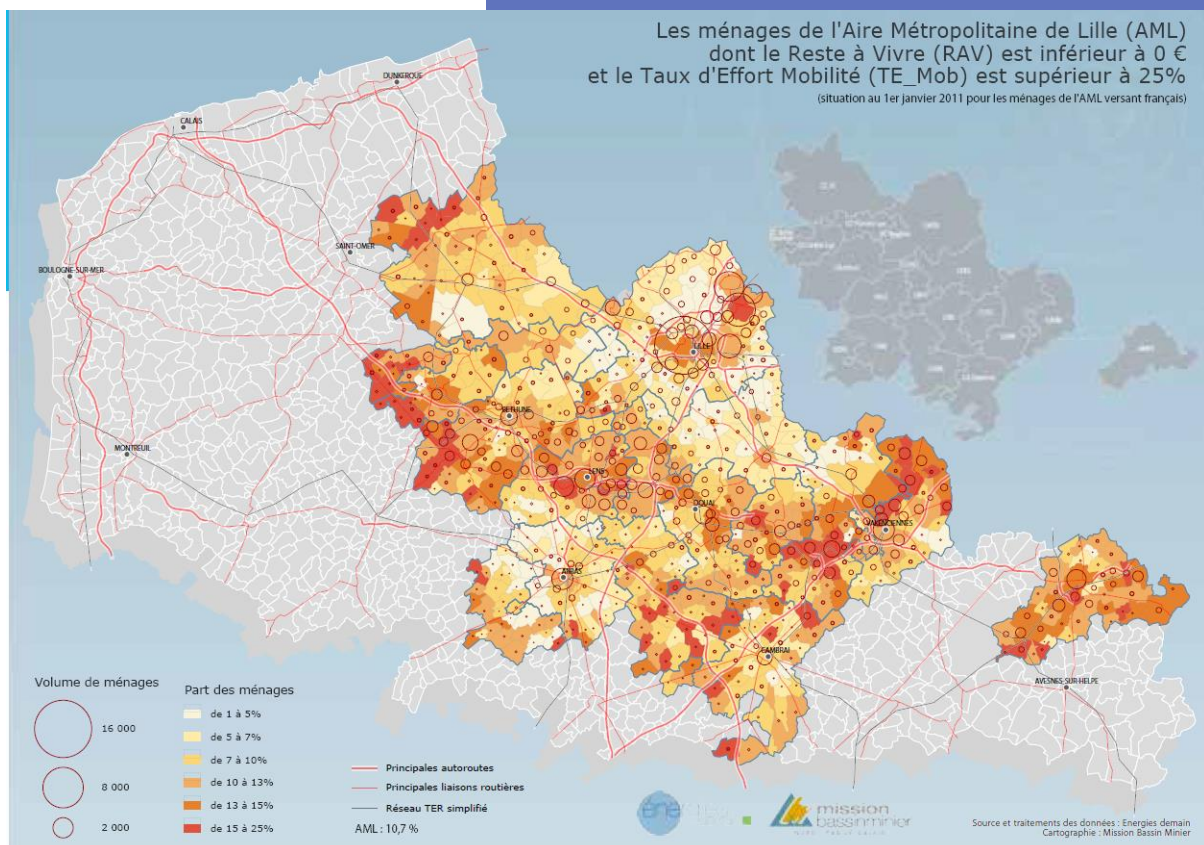 Les ménages de l'Aire Métropolitaine de Lille (AML)
dont le Reste à Vivre (RAV) est inférieur à 0 €
et le Taux d'Effort Mobilité (TE_Mob) est supérieur à 25%
(situation au 1er janvier 2011 pour les ménages de l'AML versant français)
DUNKERQUE
CALAIS
SAINT-OMER
BOULOGNE-SUR-MER
LILLE
BETHUNE
MONTREUIL
LENS
DOUAI
VALENCIENNES
ARRAS
CAMBRAI
AVESNES-SUR-HELPE
Volume de ménages
16 000
8 000
2 000
Part des ménages
de 1 à 5%
de 5 à 7%
de 7 à 10%
de 10 à 13%
de 13 à 15%
de 15 à 25%
Principales autoroutes
Principales liaisons routières
Réseau TER simplifié
AML : 10,7 %
mission
bassinminier
Source et traitements des données : Energies demain
Cartographie : Mission Bassin Minier